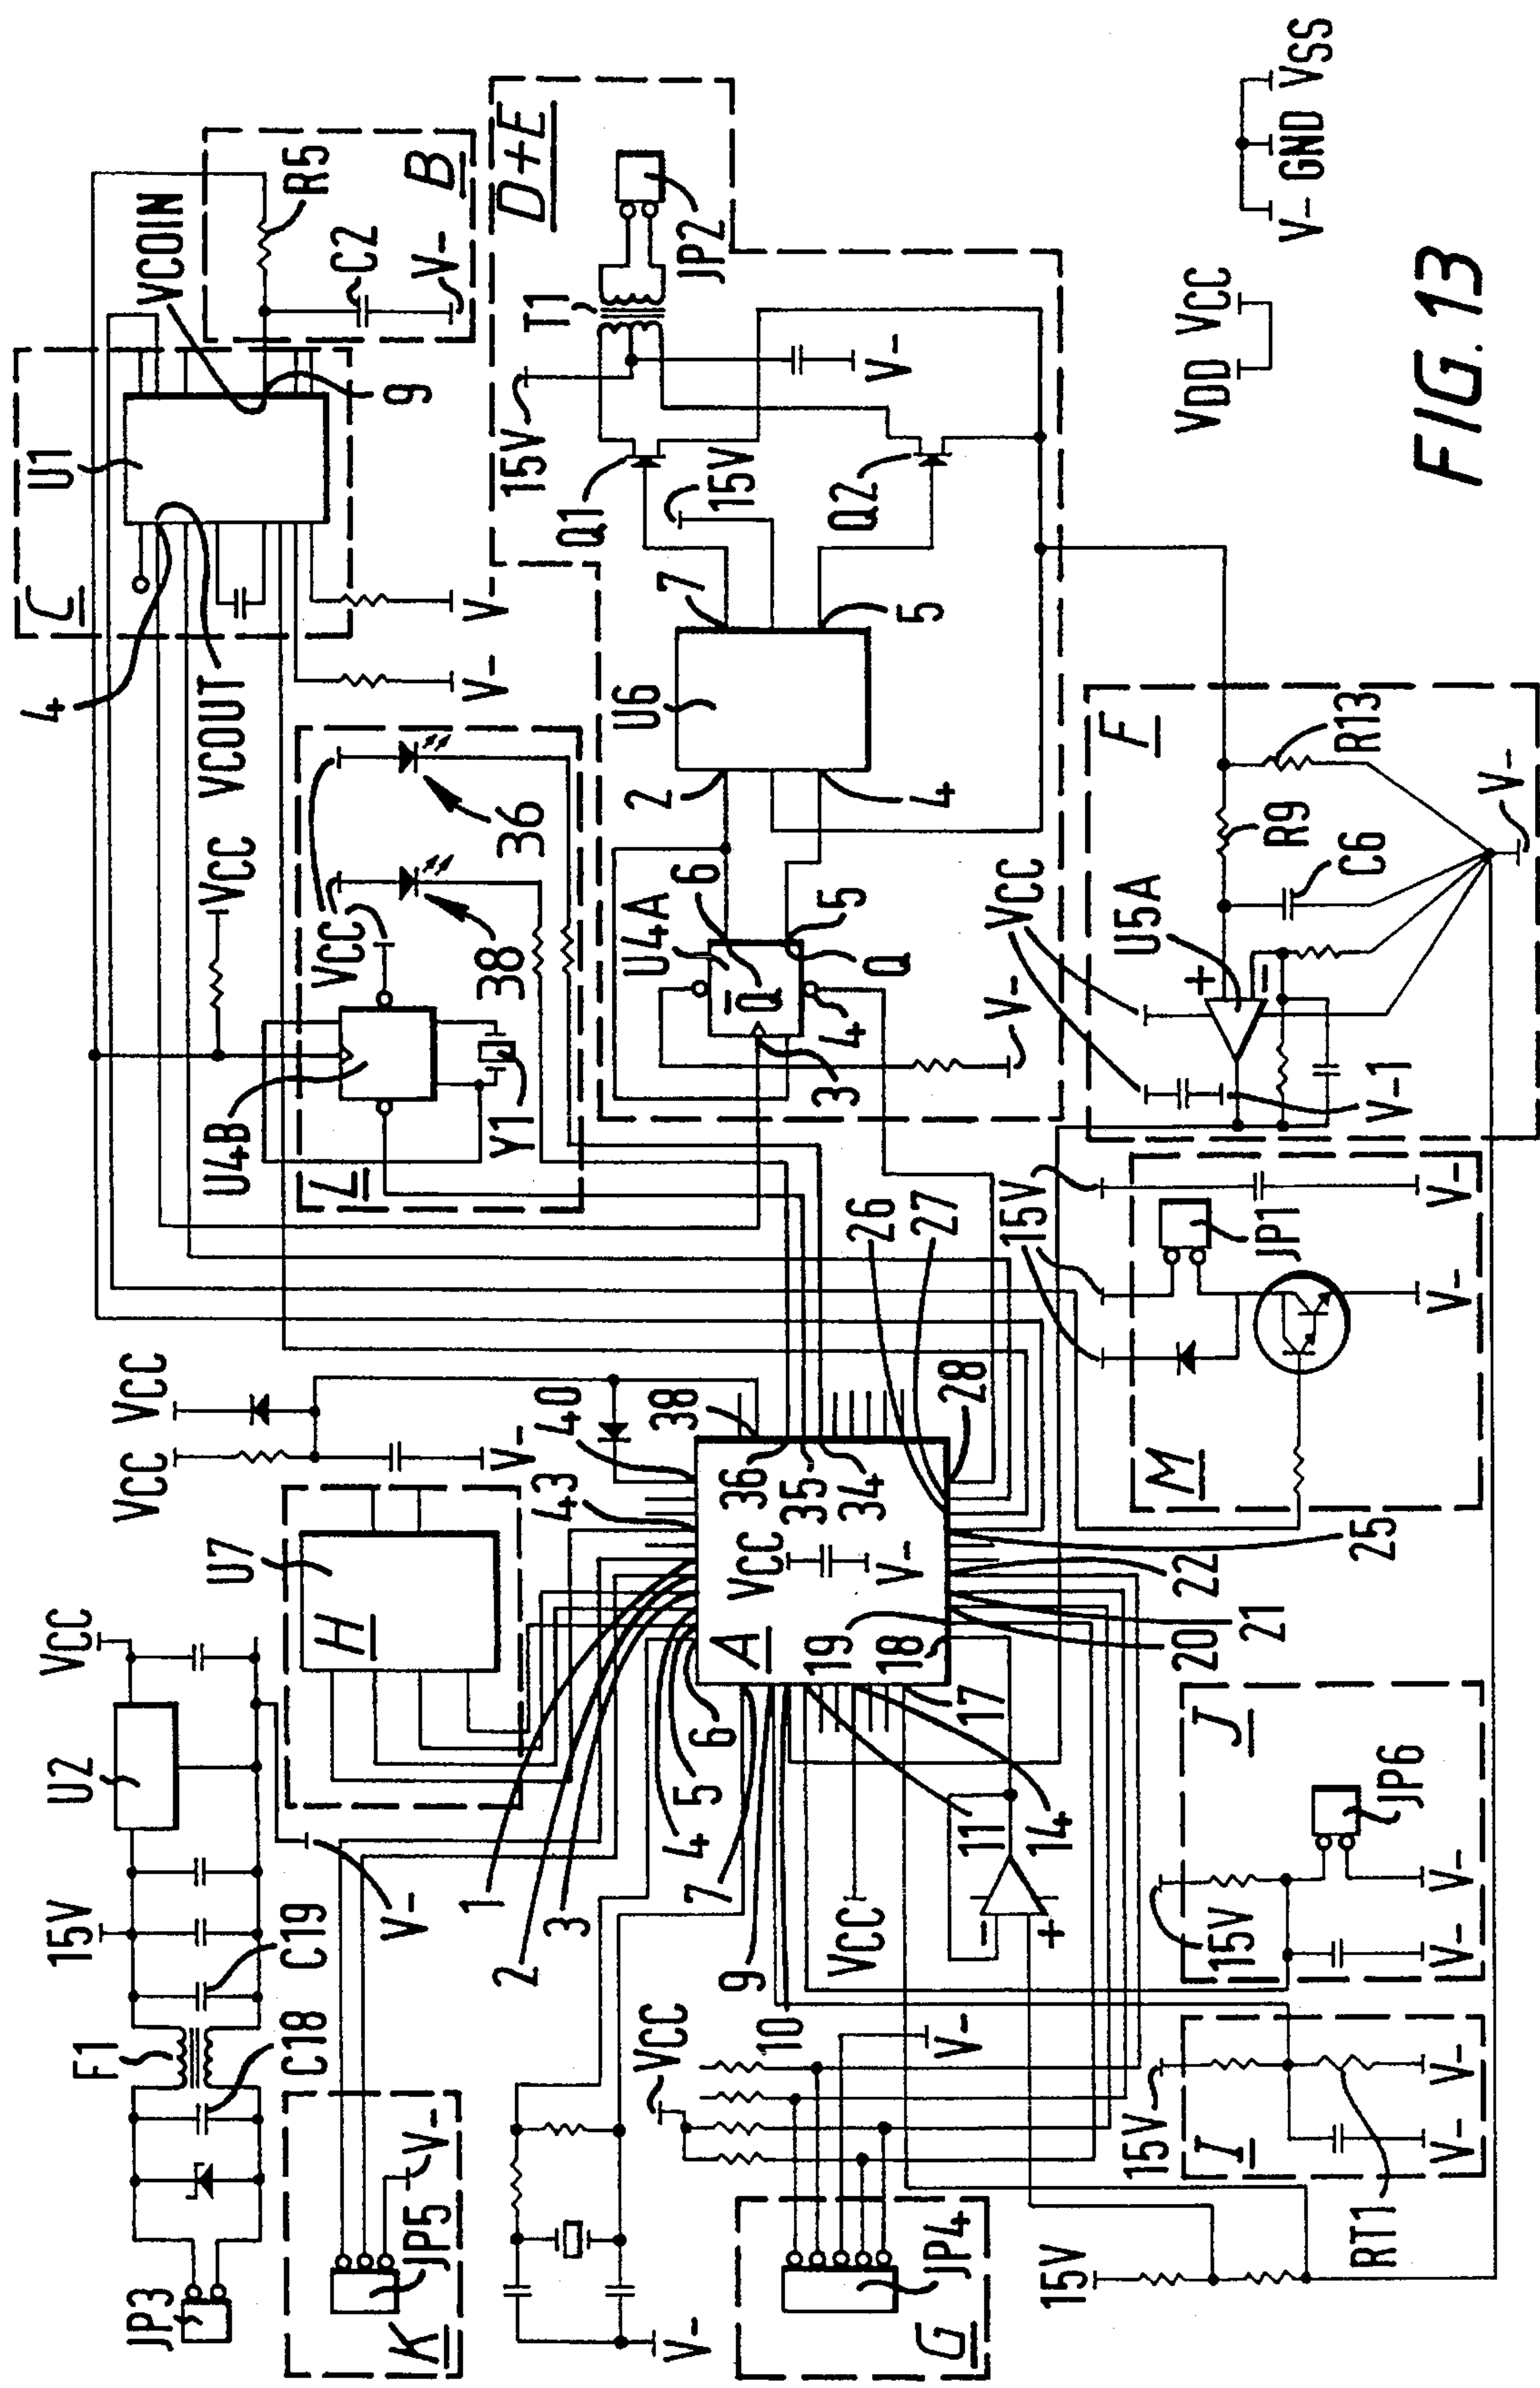 JP3
F1
C18
C19
15V
U2
VCC
V-
K
JP5
V-
H
U7
VCC
VCC
V-
40
43
38
1
2
3
4
5
6
7
9
10
11
14
17
18
19
20
21
22
25
26
27
28
34
35
36
A
VCC
V-
V-
VCC
VCC
V-
G
JP4
15V
-
+
C
U1
4
VCOUT
VCOIN
9
V-
V-
B
R5
C2
V-
VCC
L
U4B
Y1
VCC
38
36
D+E
U4A
Q̄
Q
3
4
5
6
V-
U6
2
4
5
7
15V
Q1
Q2
15V
T1
JP2
V-
F
U5A
+
-
VCC
V-1
C6
R9
R13
V-
M
15V
JP1
V-
V-
J
15V
JP6
V-
V-
I
15V
RT1
V-
V-
VDD VCC
V- GND VSS
FIG. 13